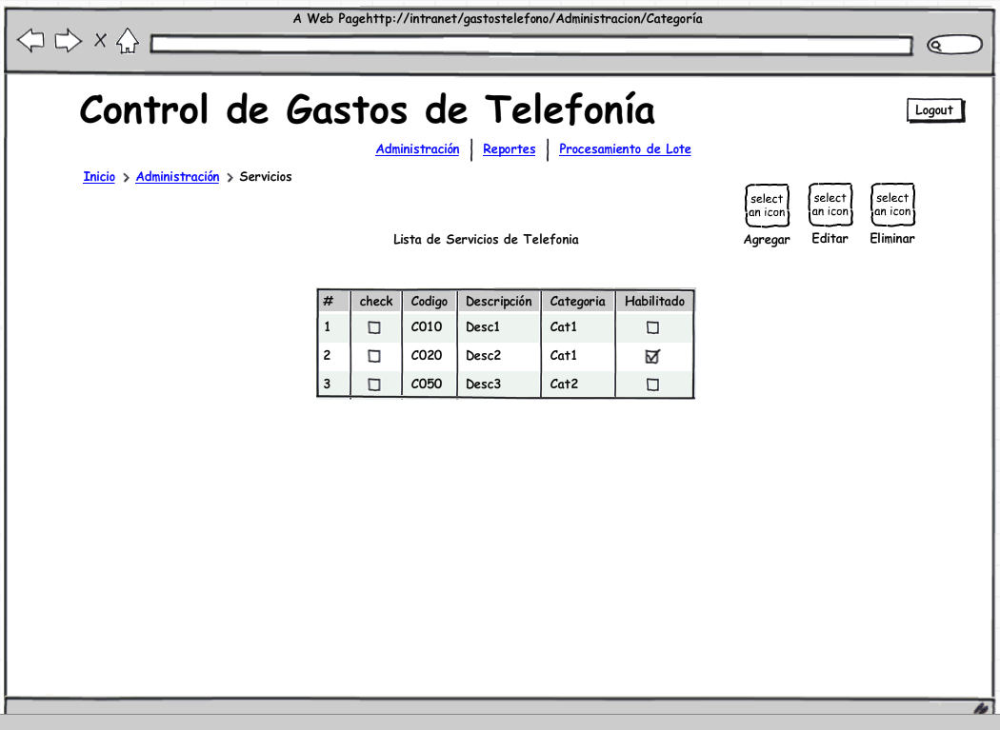 A Web Pagehttp://intranet/gastostelefono/Administracion/Categoría
Control de Gastos de Telefonía
Logout
Administración Reportes Procesamiento de Lote
Inicio > Administración > Servicios
select an icon select an icon select an icon
Agregar Editar Eliminar
Lista de Servicios de Telefonia
# check Codigo Descripción Categoria Habilitado
1 C010 Desc1 Cat1
2 C020 Desc2 Cat1
3 C050 Desc3 Cat2